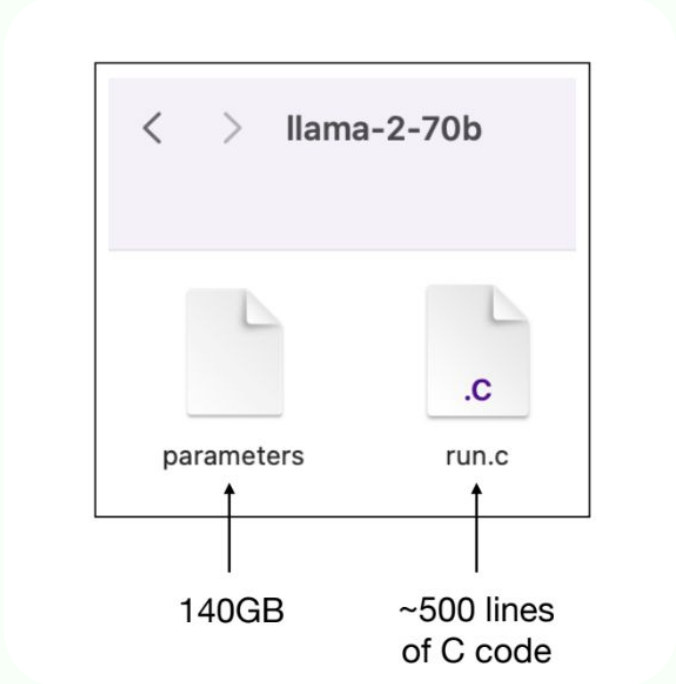 llama-2-70b
.C
parameters
run.c
140GB
~500 lines
of C code